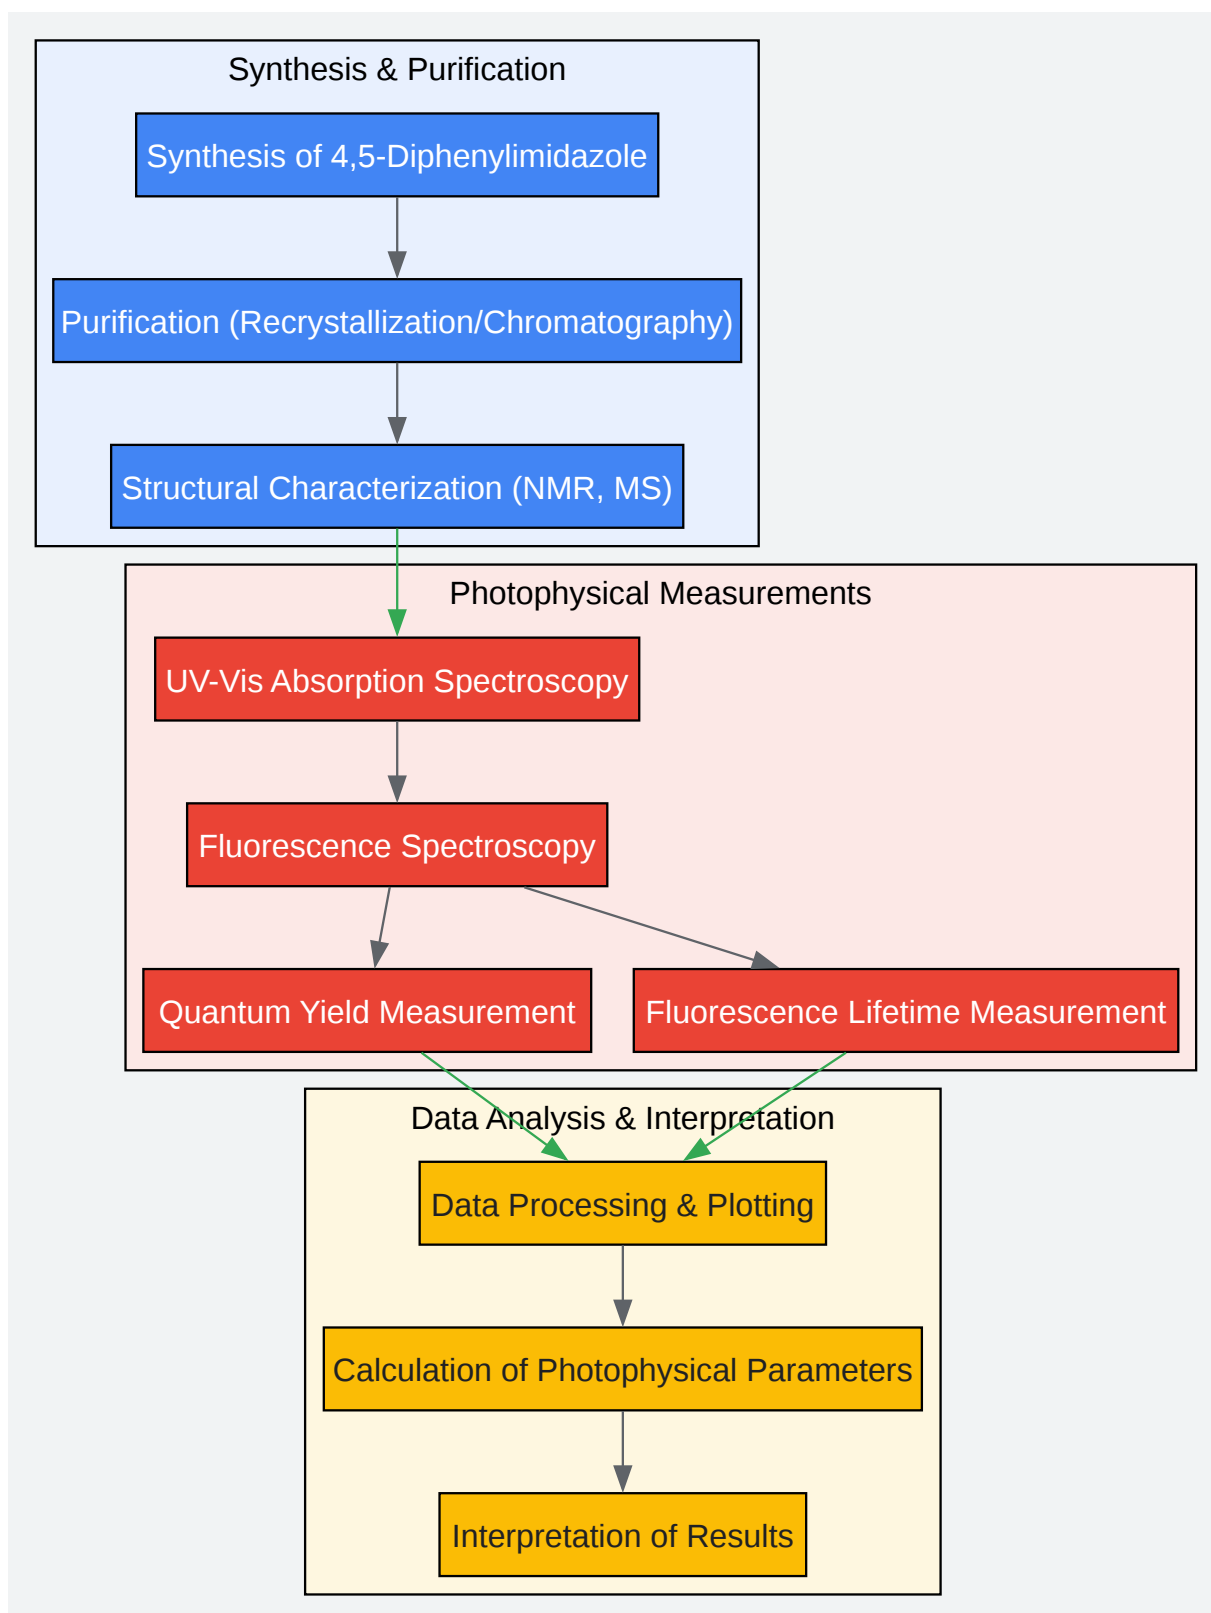 Synthesis & Purification
Synthesis of 4,5-Diphenylimidazole
Purification (Recrystallization/Chromatography)
Structural Characterization (NMR, MS)
Photophysical Measurements
UV-Vis Absorption Spectroscopy
Fluorescence Spectroscopy
Quantum Yield Measurement
Fluorescence Lifetime Measurement
Data Analysis & Interpretation
Data Processing & Plotting
Calculation of Photophysical Parameters
Interpretation of Results